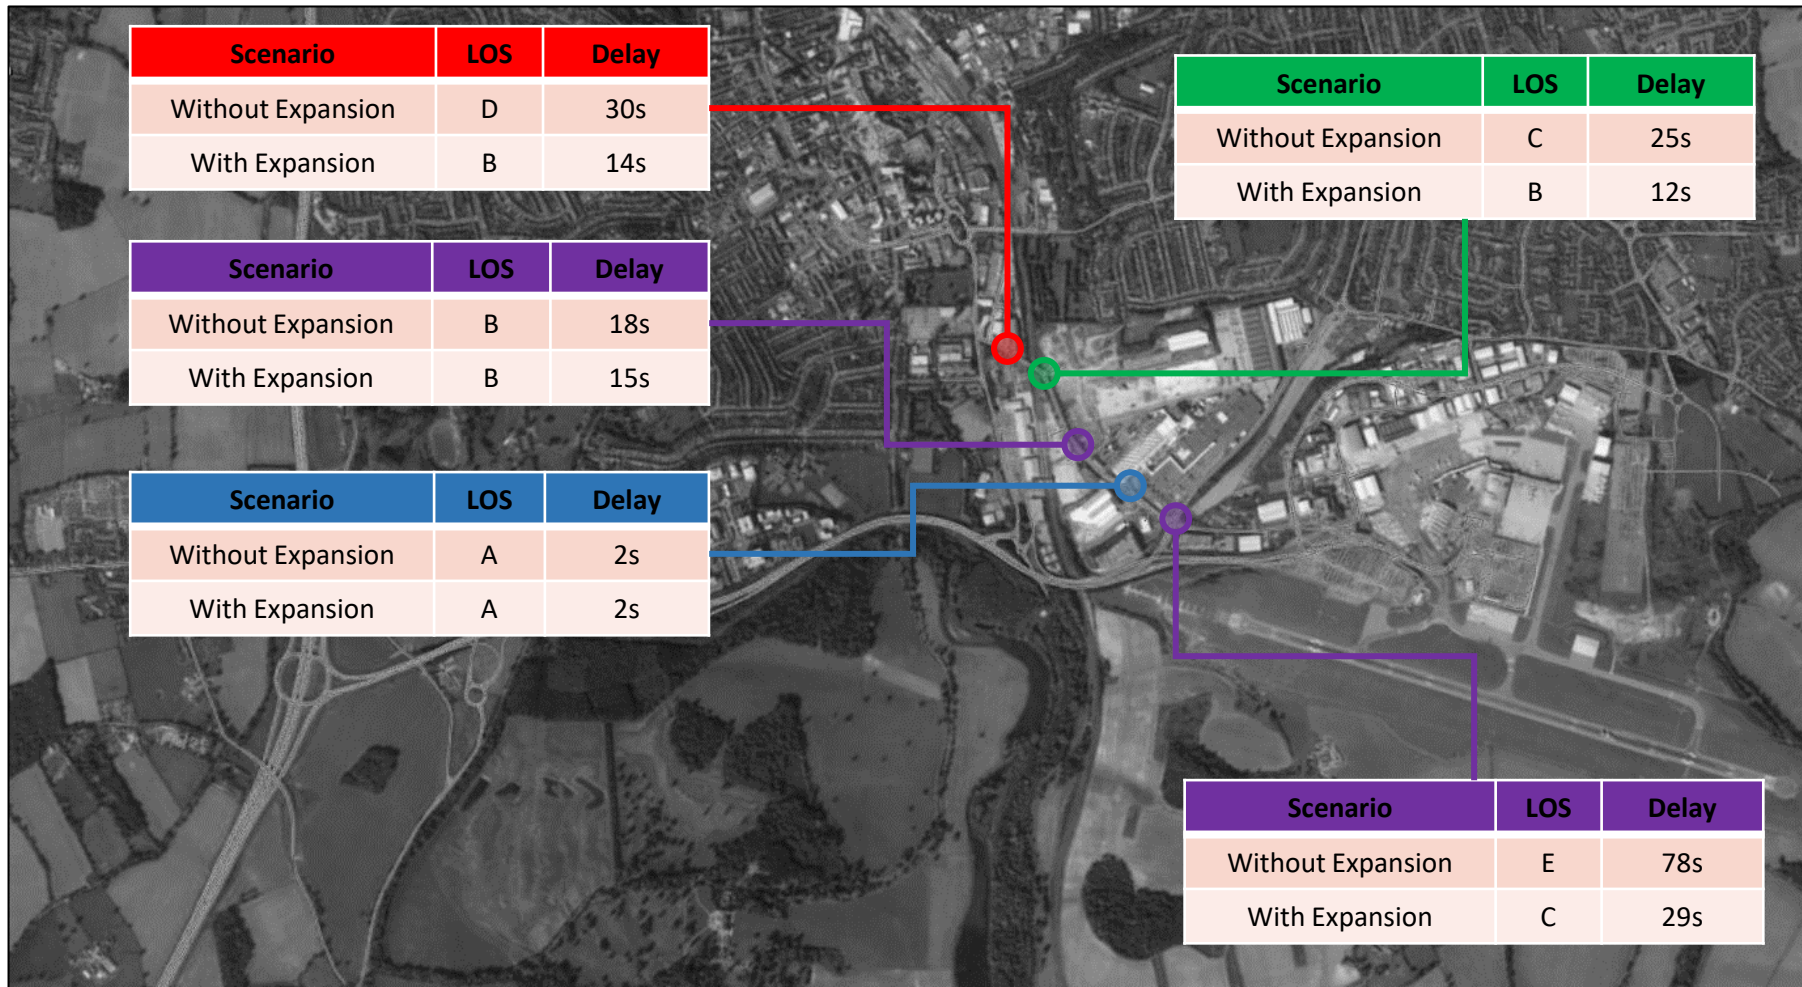 Scenario LOS Delay
Without Expansion D 30s
With Expansion B 14s
Scenario LOS Delay
Without Expansion C 25s
With Expansion B 12s
Scenario LOS Delay
Without Expansion B 18s
With Expansion B 15s
Scenario LOS Delay
Without Expansion A 2s
With Expansion A 2s
Scenario LOS Delay
Without Expansion E 78s
With Expansion C 29s